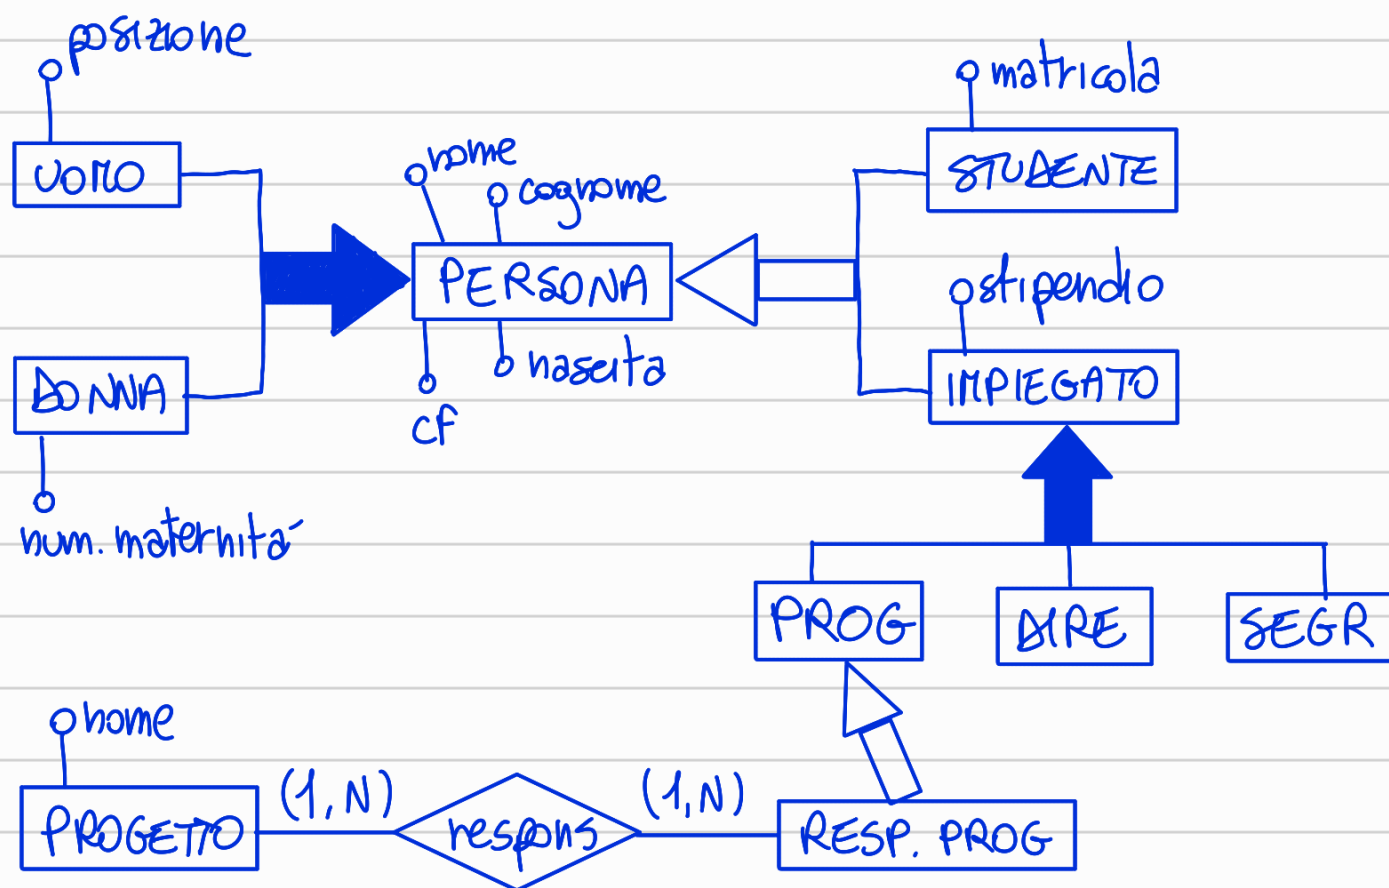 posizione
matricola
UOMO
nome
STUDENTE
cognome
PERSONA
stipendio
nascita
IMPIEGATO
DONNA
cf
num. maternità
PROG
DIRE
SEGR
nome
(1,N)
(1,N)
PROGETTO
respons
RESP. PROG